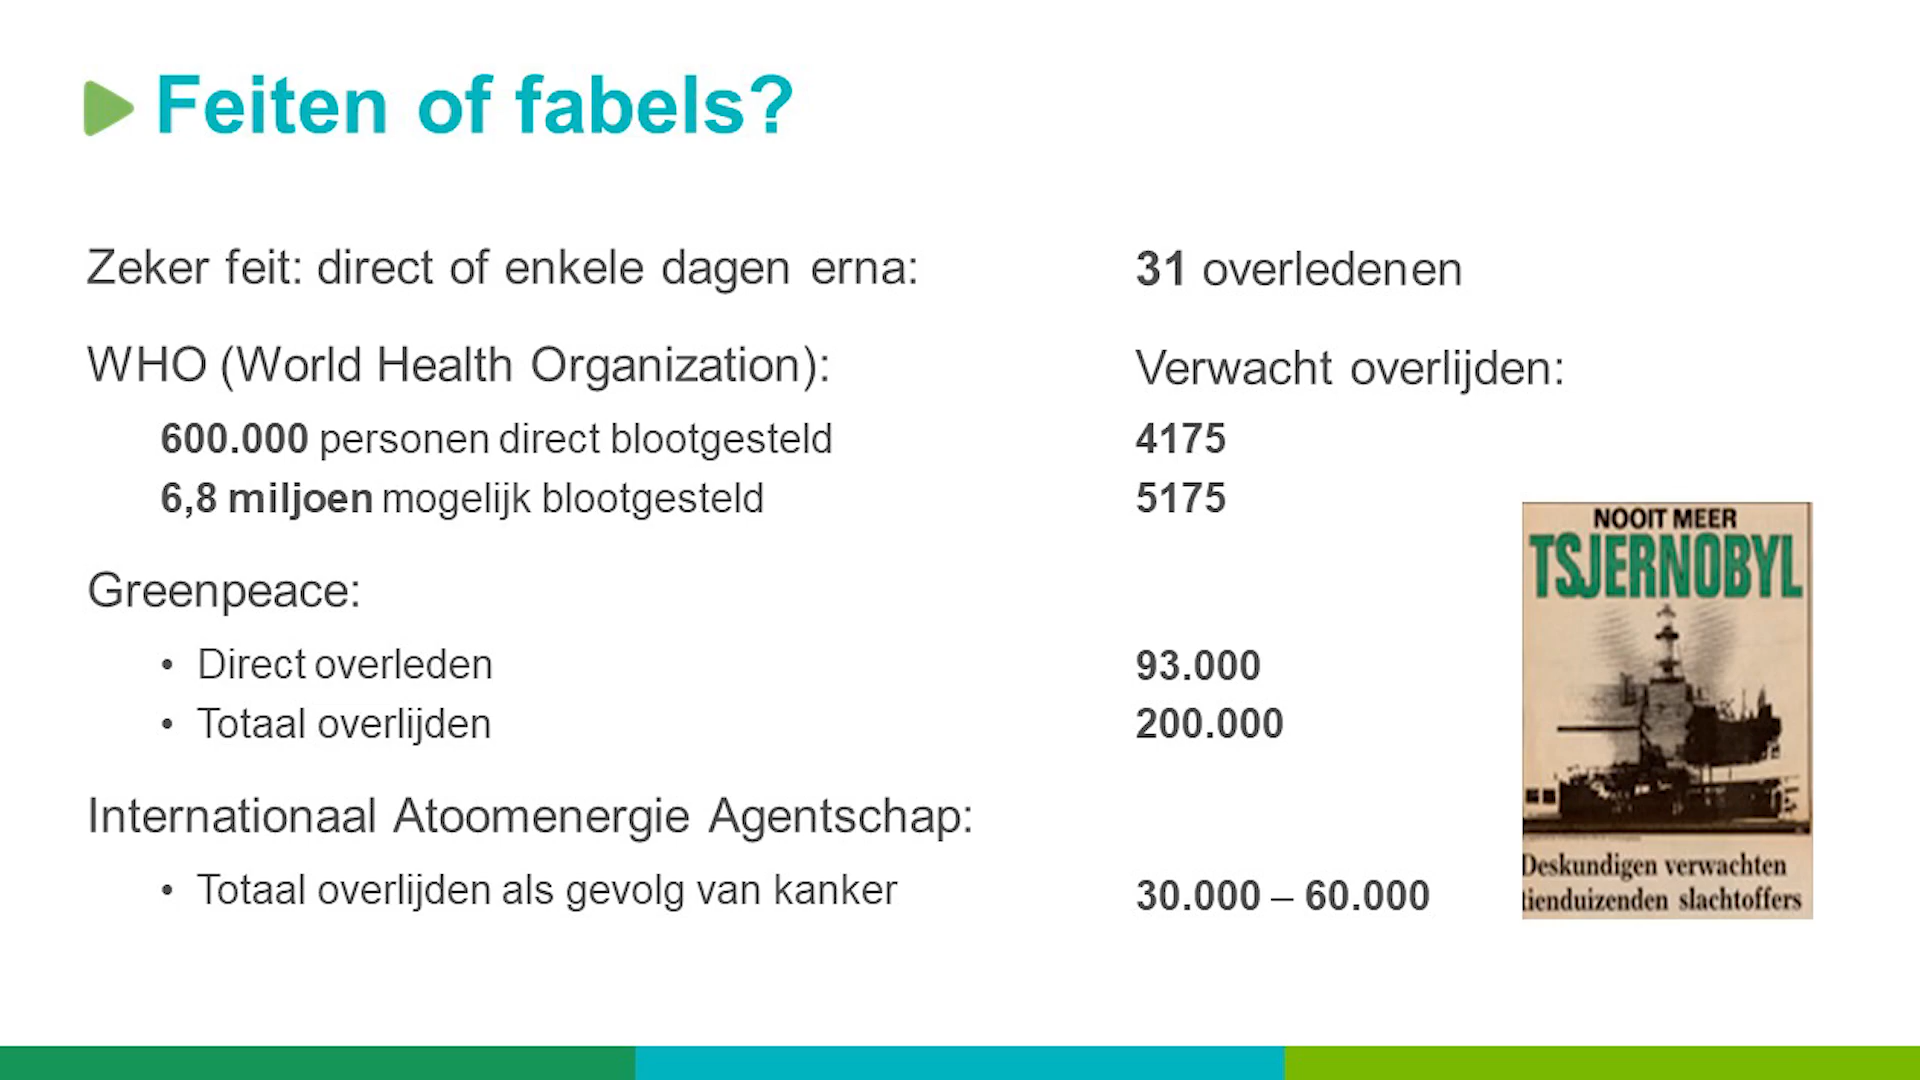 Feiten of fabels?
Zeker feit: direct of enkele dagen erna: 31 overledenen
WHO (World Health Organization): Verwacht overlijden:
600.000 personen direct blootgesteld 4175
6,8 miljoen mogelijk blootgesteld 5175
Greenpeace:
• Direct overleden 93.000
• Totaal overlijden 200.000
Internationaal Atoomenergie Agentschap:
• Totaal overlijden als gevolg van kanker 30.000 – 60.000
NOOIT MEER
TSJERNOBYL
Deskundigen verwachten
tienduizenden slachtoffers